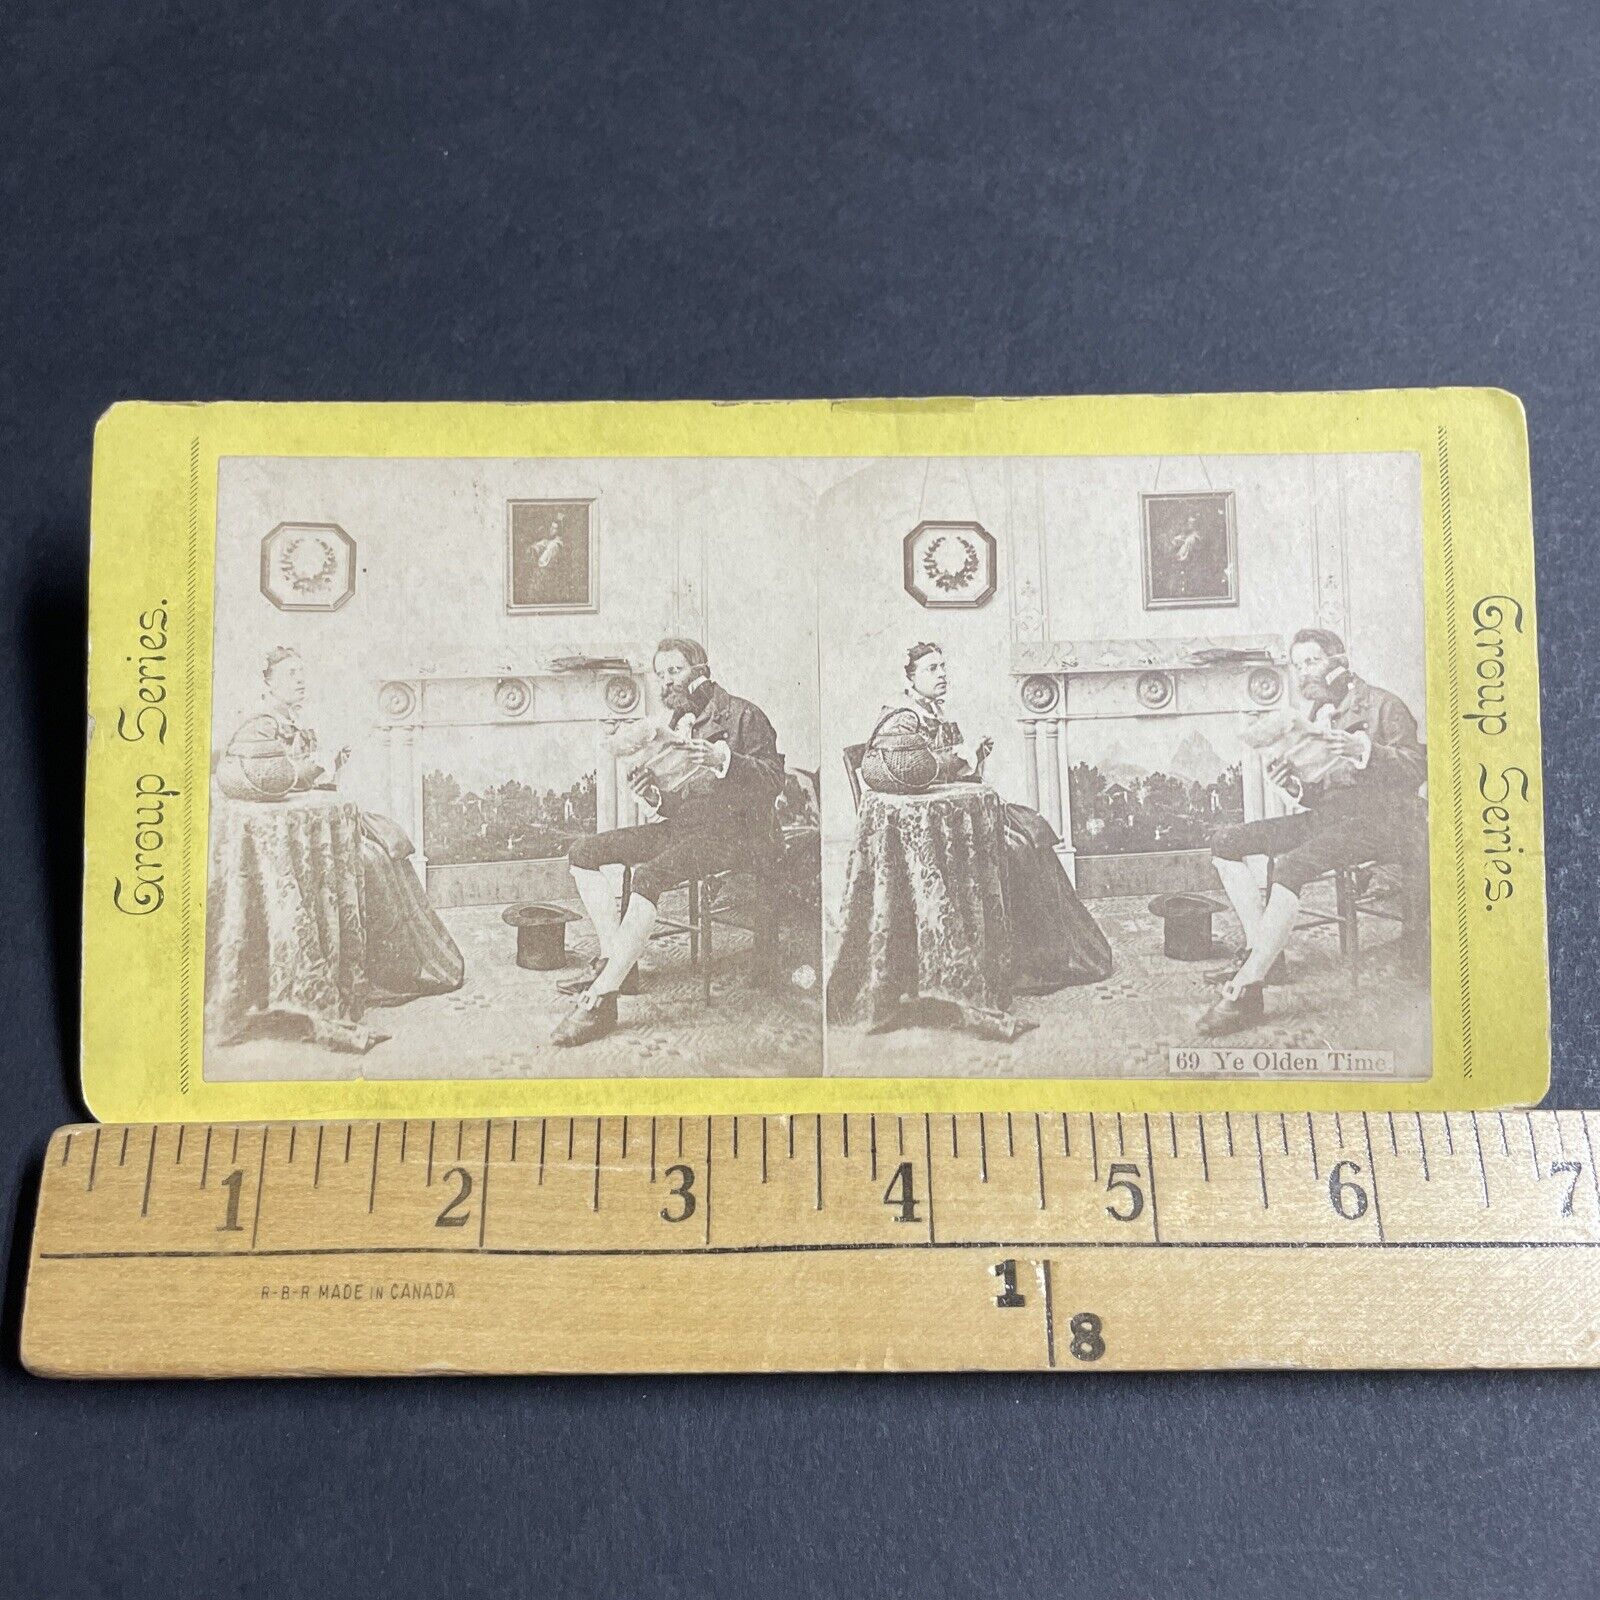 Group Series.
Group Series.
69 Ye Olden Time
1 2 3 4 5 6 7
R-B-R MADE IN CANADA
1
8